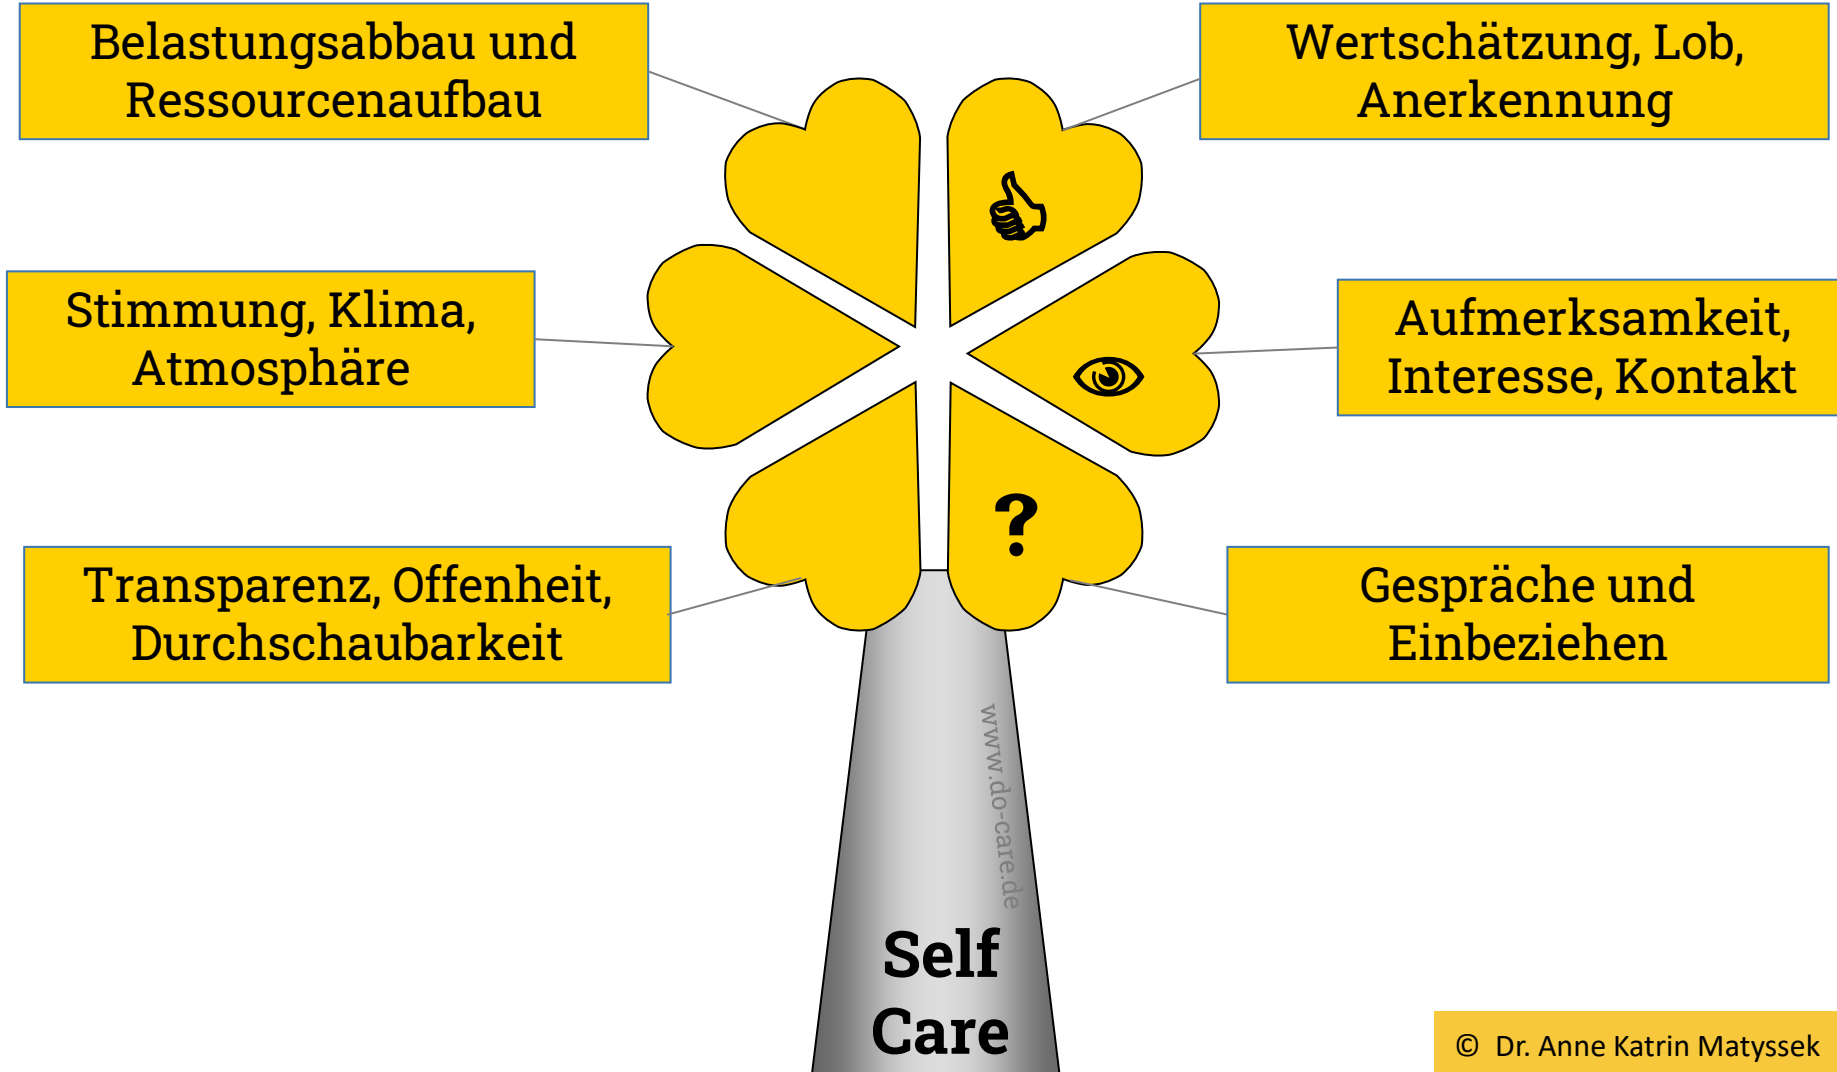 Belastungsabbau und
Ressourcenaufbau
Wertschätzung, Lob,
Anerkennung
Stimmung, Klima,
Atmosphäre
Aufmerksamkeit,
Interesse, Kontakt
?
Transparenz, Offenheit,
Durchschaubarkeit
Gespräche und
Einbeziehen
www.do-care.de
Self
Care
© Dr. Anne Katrin Matyssek